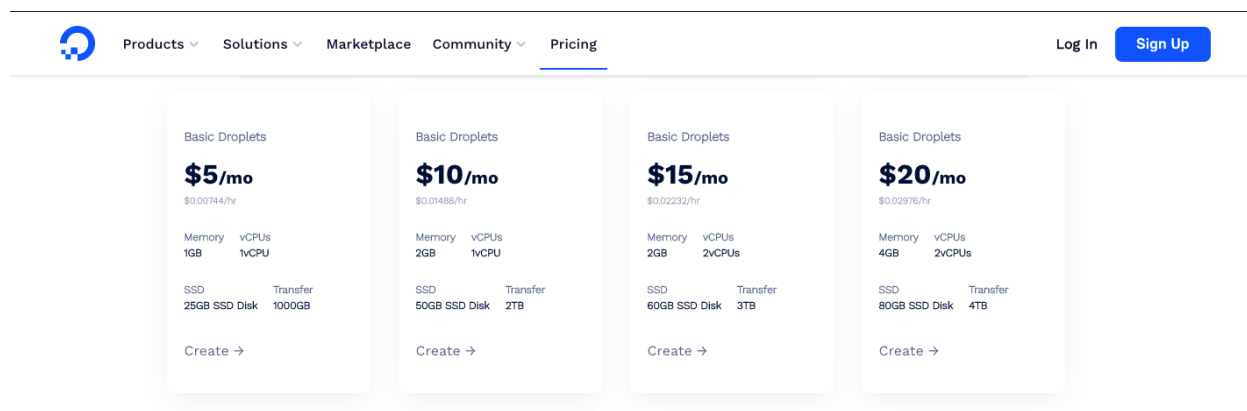 Products Solutions Marketplace Community Pricing Log In Sign Up
Basic Droplets
$5/mo
$0.00744/hr
Memory vCPUs
1GB 1vCPU
SSD Transfer
25GB SSD Disk 1000GB
Create →
Basic Droplets
$10/mo
$0.01488/hr
Memory vCPUs
2GB 1vCPU
SSD Transfer
50GB SSD Disk 2TB
Create →
Basic Droplets
$15/mo
$0.02232/hr
Memory vCPUs
2GB 2vCPUs
SSD Transfer
60GB SSD Disk 3TB
Create →
Basic Droplets
$20/mo
$0.02976/hr
Memory vCPUs
4GB 2vCPUs
SSD Transfer
80GB SSD Disk 4TB
Create →